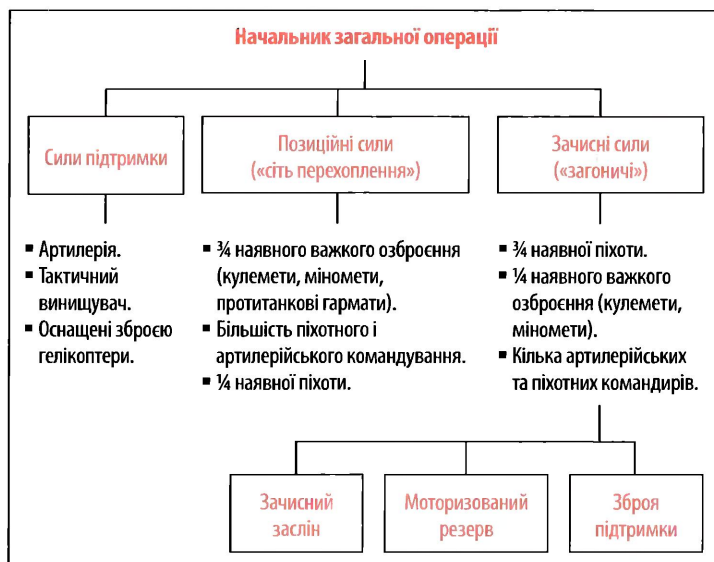 Начальник загальної операції
Сили підтримки
Позиційні сили
(«сіть перехоплення»)
Зачисні сили
(«загоничі»)
▪ Артилерія.
▪ Тактичний
винищувач.
▪ Оснащені зброєю
гелікоптери.
▪ ¾ наявного важкого озброєння
(кулемети, міномети,
протитанкові гармати).
▪ Більшість піхотного і
артилерійського командування.
▪ ¼ наявної піхоти.
▪ ¾ наявної піхоти.
▪ ¼ наявного важкого
озброєння (кулемети,
міномети).
▪ Кілька артилерійських
та піхотних командирів.
Зачисний
заслін
Моторизований
резерв
Зброя
підтримки